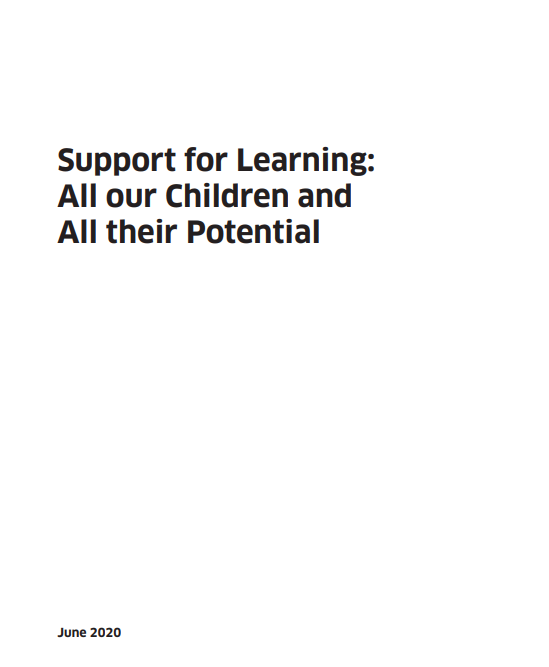 Support for Learning:
All our Children and
All their Potential
June 2020